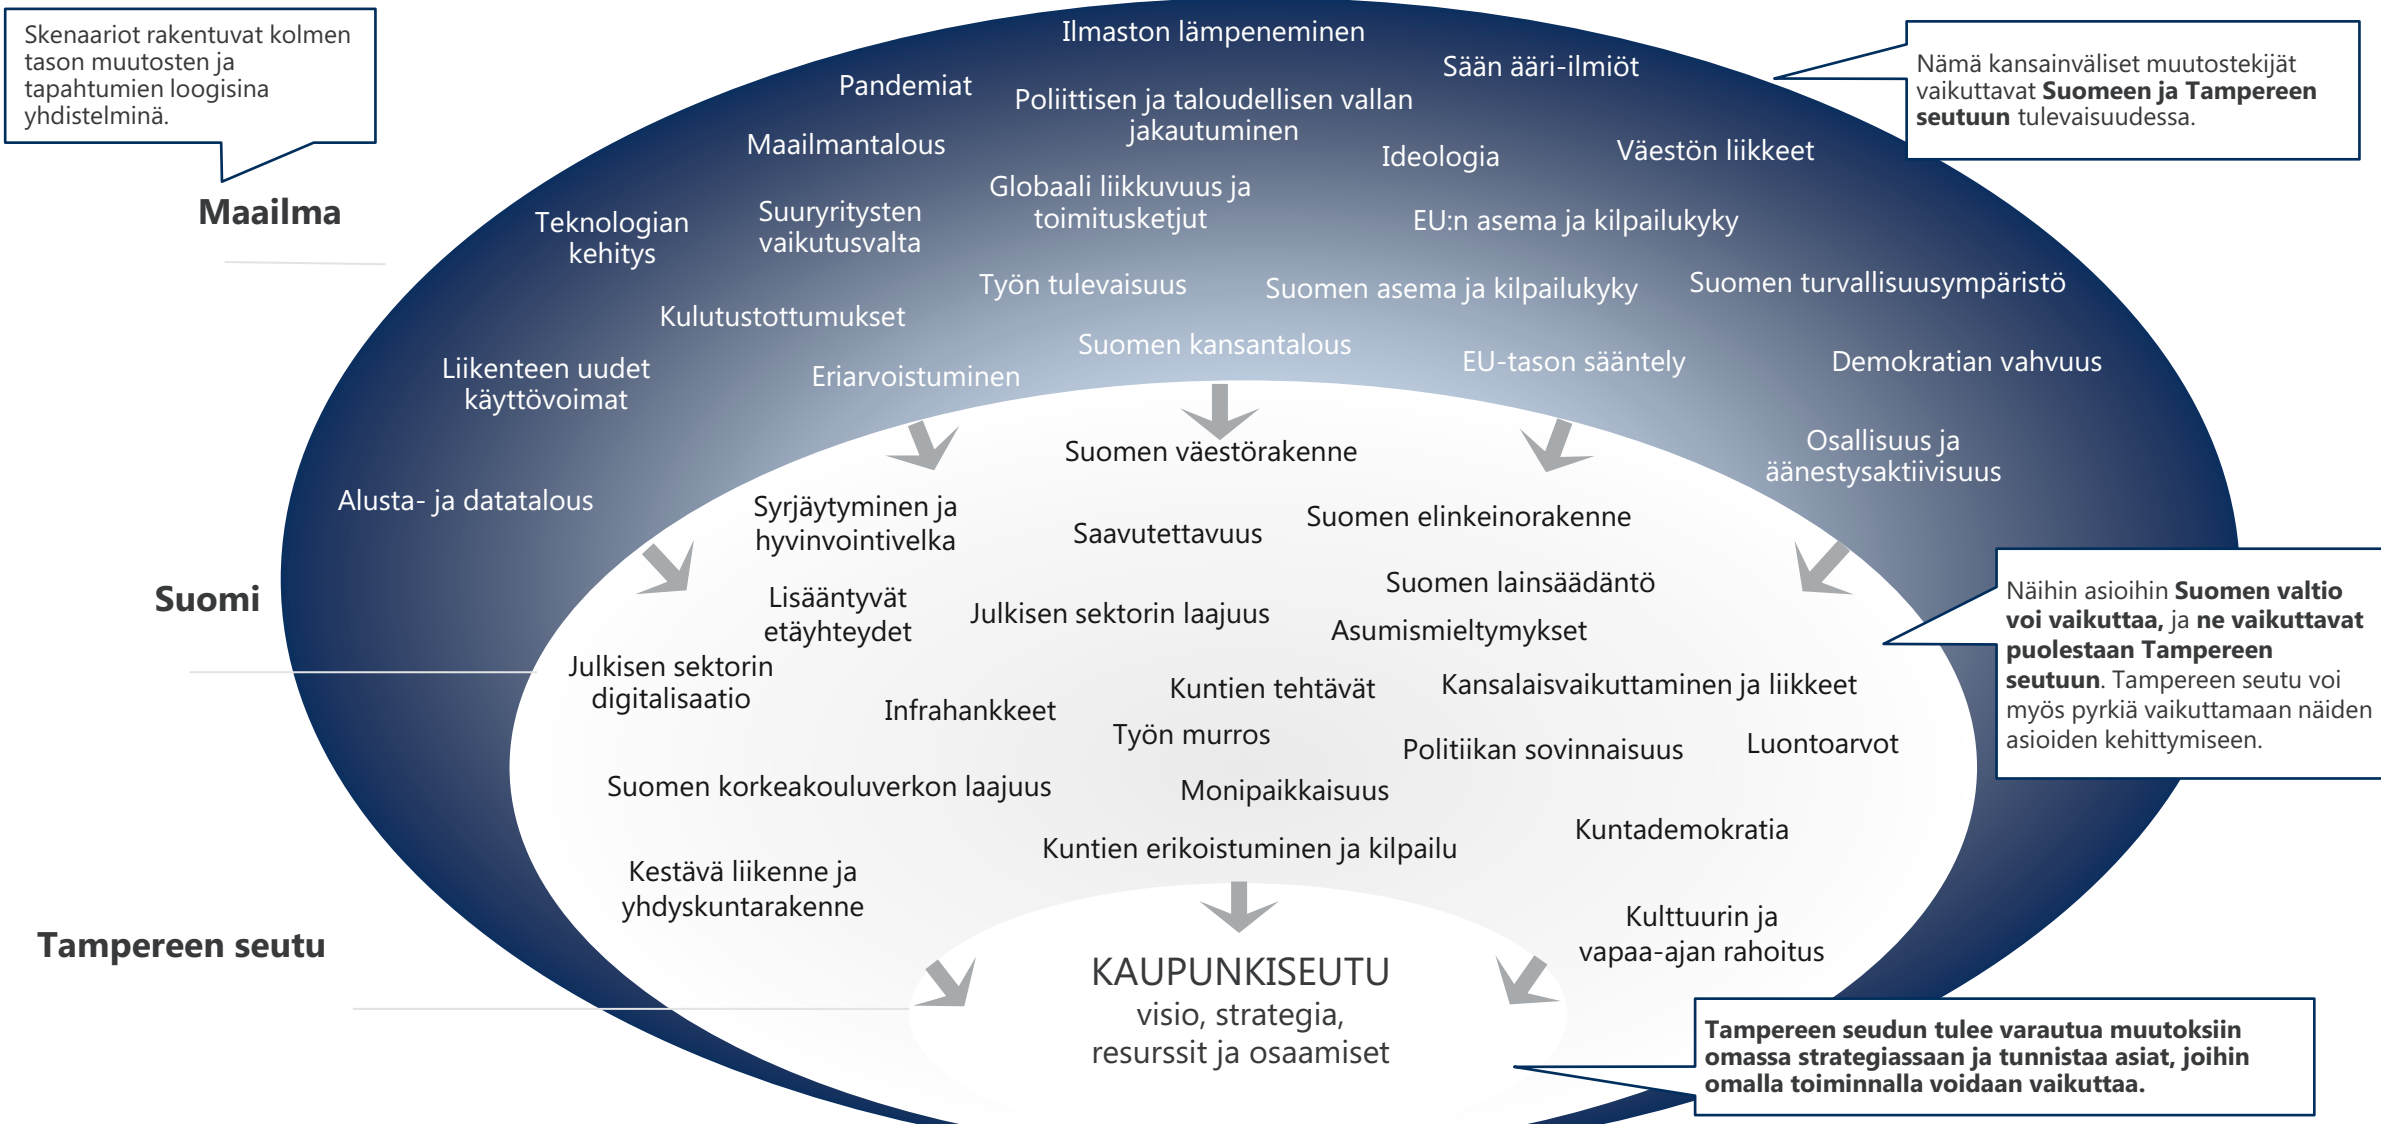 Skenaariot rakentuvat kolmen
tason muutosten ja
tapahtumien loogisina
yhdistelminä.
Nämä kansainväliset muutostekijät
vaikuttavat Suomeen ja Tampereen
seutuun tulevaisuudessa.
Maailma
Ilmaston lämpeneminen
Sään ääri-ilmiöt
Pandemiat
Poliittisen ja taloudellisen vallan
jakautuminen
Maailmantalous
Ideologia
Väestön liikkeet
Globaali liikkuvuus ja
toimitusketjut
Teknologian
kehitys
Suuryritysten
vaikutusvalta
EU:n asema ja kilpailukyky
Työn tulevaisuus
Suomen asema ja kilpailukyky
Suomen turvallisuusympäristö
Kulutustottumukset
Suomen kansantalous
Liikenteen uudet
käyttövoimat
Eriarvoistuminen
EU-tason sääntely
Demokratian vahvuus
Osallisuus ja
äänestysaktiivisuus
Alusta- ja datatalous
Suomi
Suomen väestörakenne
Syrjäytyminen ja
hyvinvointivelka
Saavutettavuus
Suomen elinkeinorakenne
Suomen lainsäädäntö
Lisääntyvät
etäyhteydet
Julkisen sektorin laajuus
Asumismieltymykset
Julkisen sektorin
digitalisaatio
Infrahankkeet
Kuntien tehtävät
Kansalaisvaikuttaminen ja liikkeet
Työn murros
Politiikan sovinnaisuus
Luontoarvot
Suomen korkeakouluverkon laajuus
Monipaikkaisuus
Kuntademokratia
Kuntien erikoistuminen ja kilpailu
Kestävä liikenne ja
yhdyskuntarakenne
Kulttuurin ja
vapaa-ajan rahoitus
Näihin asioihin Suomen valtio
voi vaikuttaa, ja ne vaikuttavat
puolestaan Tampereen
seutuun. Tampereen seutu voi
myös pyrkiä vaikuttamaan näiden
asioiden kehittymiseen.
Tampereen seutu
KAUPUNKISEUTU
visio, strategia,
resurssit ja osaamiset
Tampereen seudun tulee varautua muutoksiin
omassa strategiassaan ja tunnistaa asiat, joihin
omalla toiminnalla voidaan vaikuttaa.